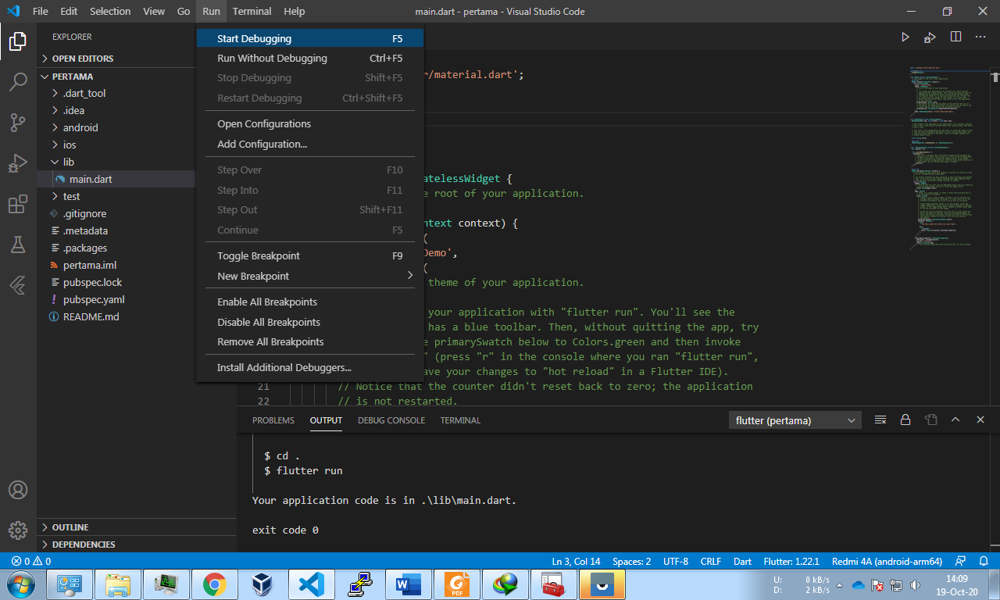 File Edit Selection View Go Run Terminal Help
main.dart - pertama - Visual Studio Code
EXPLORER
OPEN EDITORS
PERTAMA
.dart_tool
.idea
android
ios
lib
main.dart
test
.gitignore
.metadata
.packages
pertama.iml
pubspec.lock
pubspec.yaml
README.md
OUTLINE
DEPENDENCIES
Start Debugging F5
Run Without Debugging Ctrl+F5
Stop Debugging Shift+F5
Restart Debugging Ctrl+Shift+F5
Open Configurations
Add Configuration...
Step Over F10
Step Into F11
Step Out Shift+F11
Continue F5
Toggle Breakpoint F9
New Breakpoint
Enable All Breakpoints
Disable All Breakpoints
Remove All Breakpoints
Install Additional Debuggers...
r/material.dart';
atelessWidget {
e root of your application.
ntext context) {
(
Demo',
(
theme of your application.
your application with "flutter run". You'll see the
has a blue toolbar. Then, without quitting the app, try
e primarySwatch below to Colors.green and then invoke
" (press "r" in the console where you ran "flutter run",
ave your changes to "hot reload" in a Flutter IDE).
21 // Notice that the counter didn't reset back to zero; the application
22 // is not restarted.
PROBLEMS OUTPUT DEBUG CONSOLE TERMINAL
flutter (pertama)
$ cd .
$ flutter run
Your application code is in .\lib\main.dart.
exit code 0
0 0
Ln 3, Col 14 Spaces: 2 UTF-8 CRLF Dart Flutter: 1.22.1 Redmi 4A (android-arm64)
W
PDF
U: 0 kB/s
D: 2 kB/s
14:09
19-Oct-20